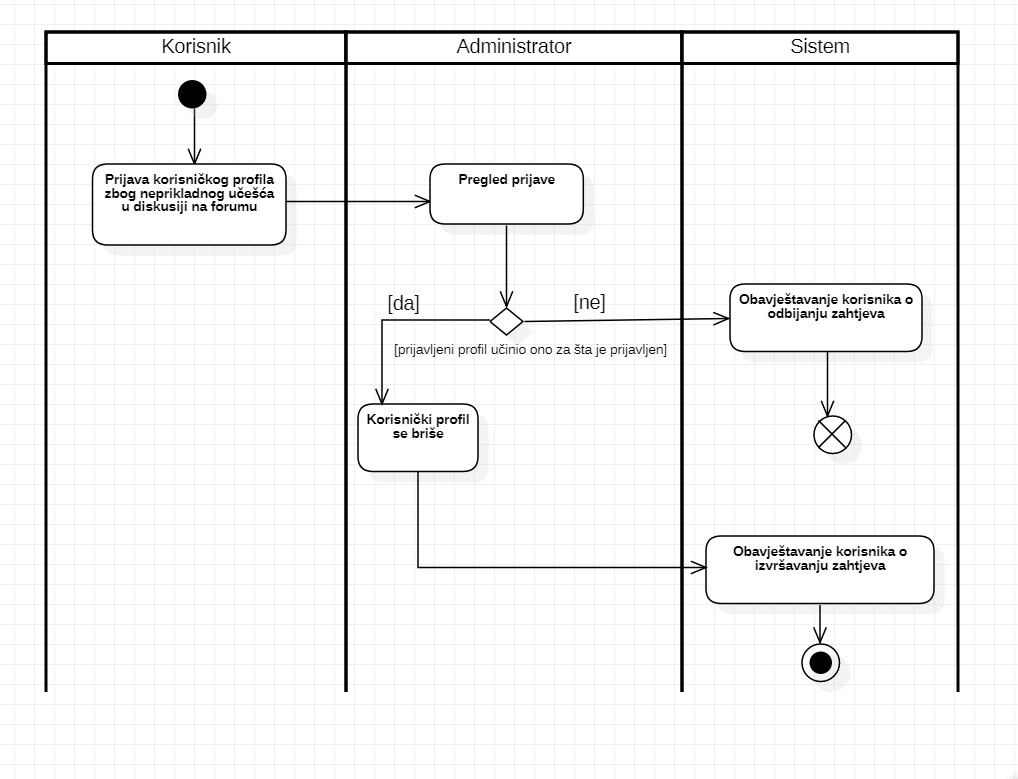 Korisnik
Administrator
Sistem
Prijava korisničkog profila
zbog neprikladnog učešća
u diskusiji na forumu
Pregled prijave
[da]
[ne]
Obavještavanje korisnika o
odbijanju zahtjeva
[prijavljeni profil učinio ono za šta je prijavljen]
Korisnički profil
se briše
Obavještavanje korisnika o
izvršavanju zahtjeva